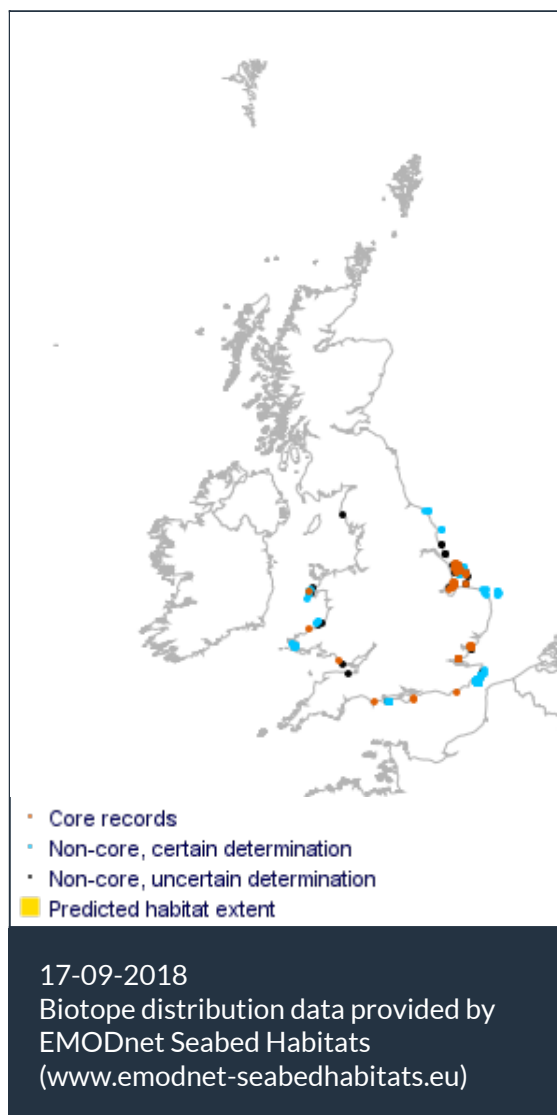 Core records
Non-core, certain determination
Non-core, uncertain determination
Predicted habitat extent
17-09-2018
Biotope distribution data provided by
EMODnet Seabed Habitats
(www.emodnet-seabedhabitats.eu)